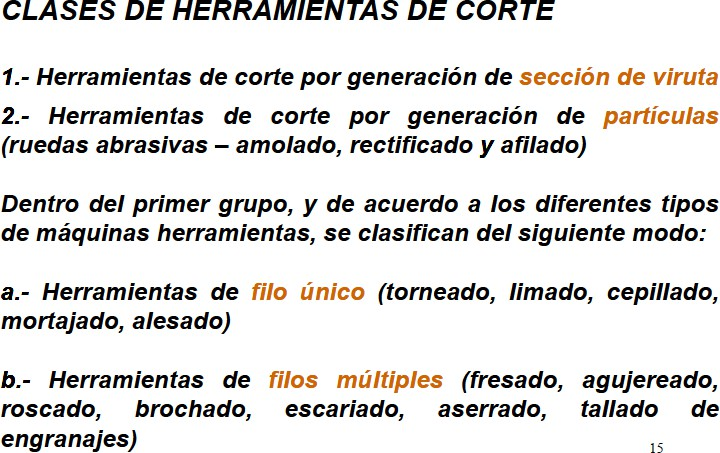 CLASES DE HERRAMIENTAS DE CORTE
1.- Herramientas de corte por generación de sección de viruta
2.- Herramientas de corte por generación de partículas
(ruedas abrasivas – amolado, rectificado y afilado)
Dentro del primer grupo, y de acuerdo a los diferentes tipos
de máquinas herramientas, se clasifican del siguiente modo:
a.- Herramientas de filo único (torneado, limado, cepillado,
mortajado, alesado)
b.- Herramientas de filos múltiples (fresado, agujereado,
roscado, brochado, escariado, aserrado, tallado de
engranajes)
15